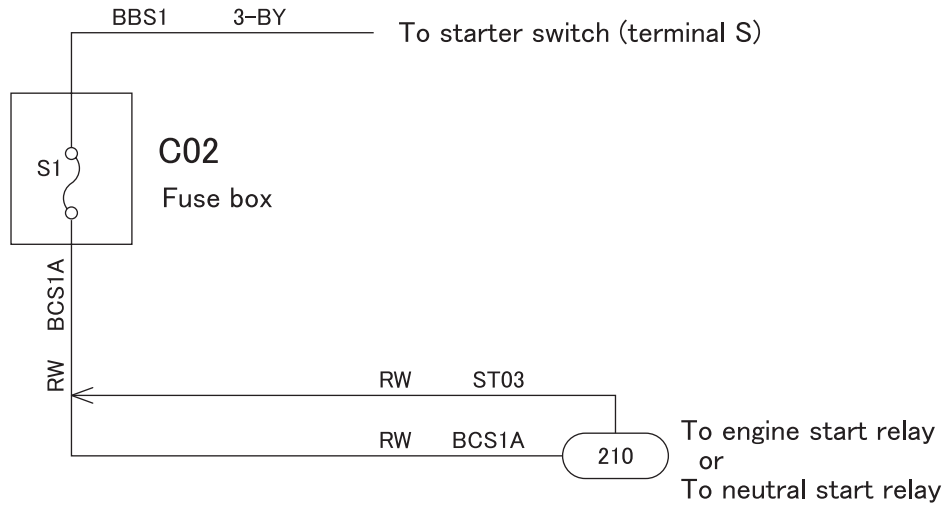 BBS1 3-BY
To starter switch (terminal S)
S1
C02
Fuse box
RW BCS1A
RW ST03
RW BCS1A
210
To engine start relay
or
To neutral start relay